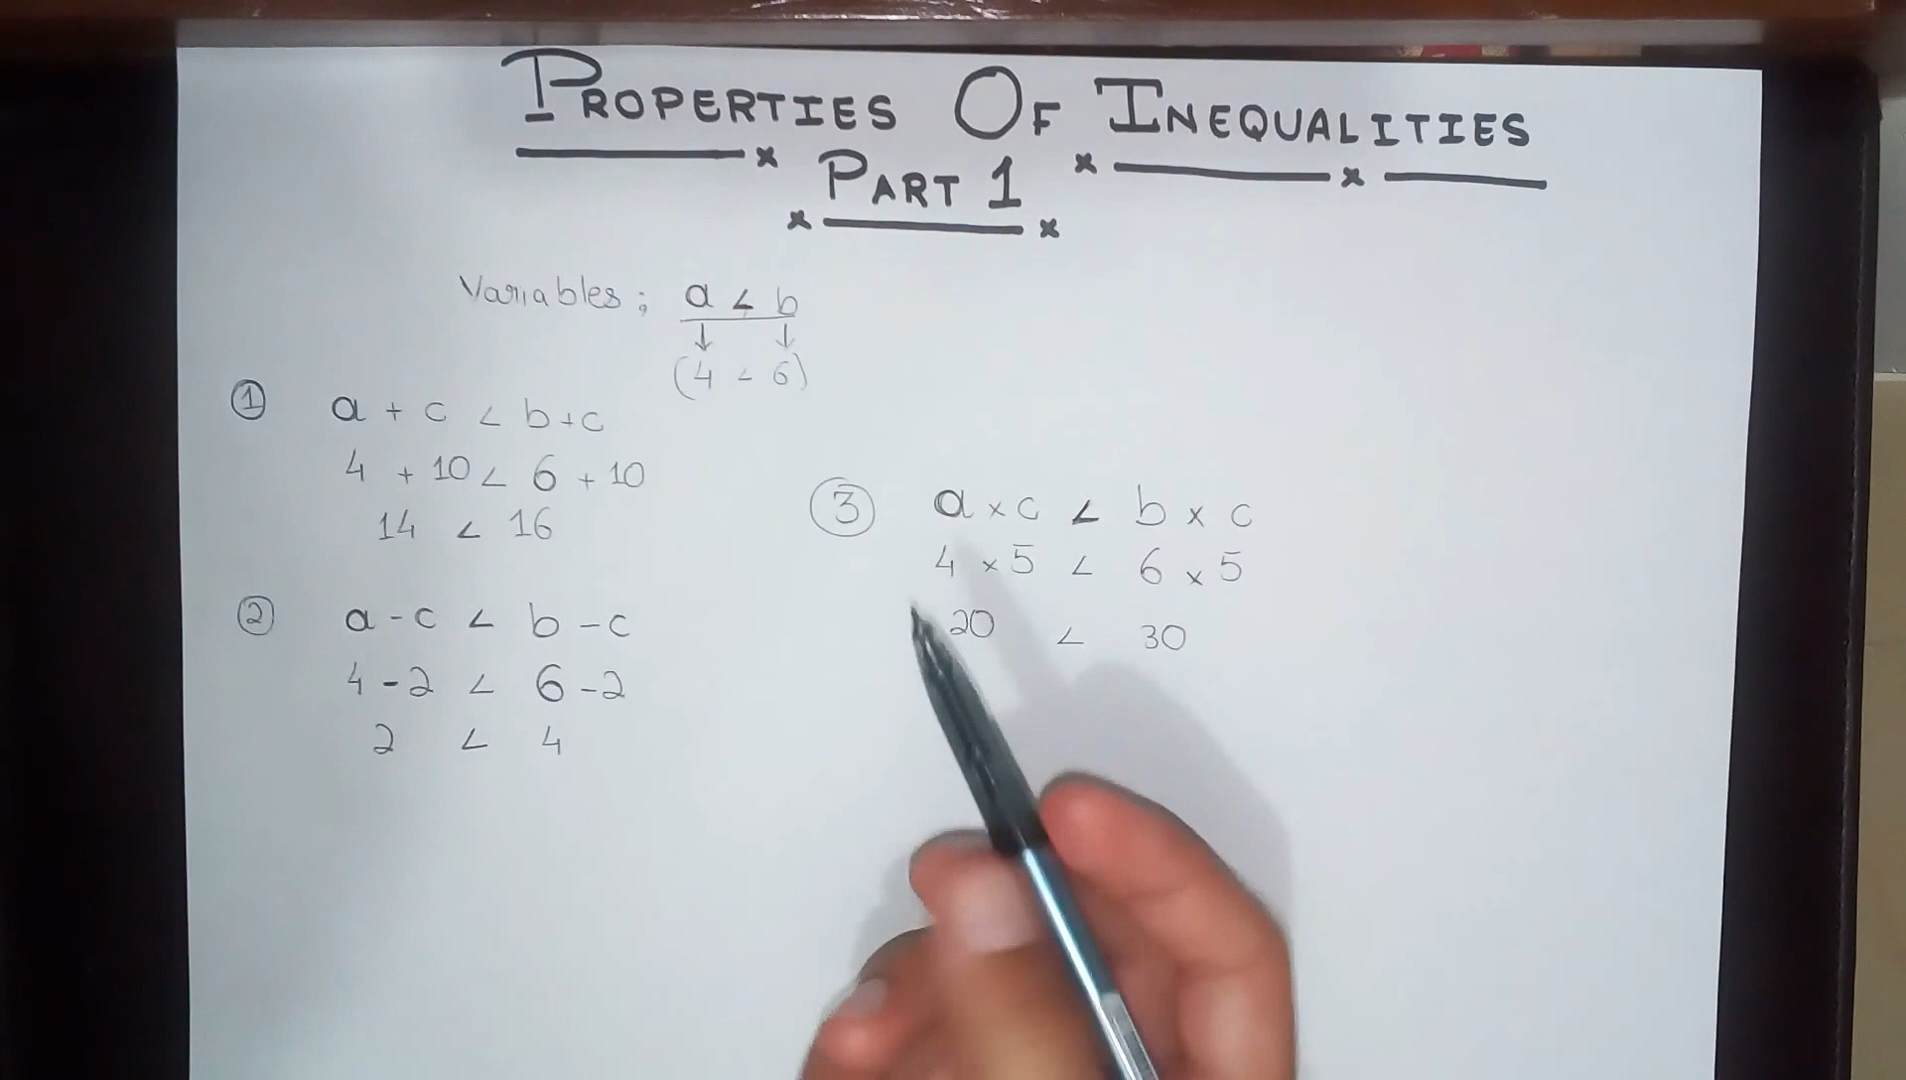 PROPERTIES OF INEQUALITIES
PART 1
Variables; a < b
(4 < 6)
① a + c < b + c
4 + 10 < 6 + 10
14 < 16
② a - c < b - c
4 - 2 < 6 - 2
2 < 4
③ a × c < b × c
4 × 5 < 6 × 5
20 < 30